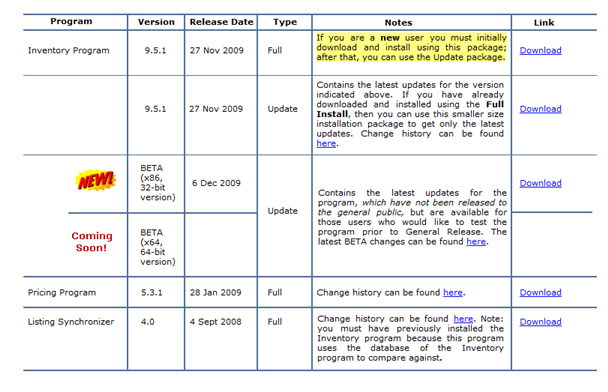 Program Version Release Date Type Notes Link
Inventory Program 9.5.1 27 Nov 2009 Full
If you are a new user you must initially
download and install using this package;
after that, you can use the Update package.
Download
9.5.1 27 Nov 2009 Update
Contains the latest updates for the version
indicated above. If you have already
downloaded and installed using the Full
Install, then you can use this smaller size
installation package to get only the latest
updates. Change history can be found
here.
Download
NEW!
BETA
(x86,
32-bit
version)
6 Dec 2009
Update
Contains the latest updates for the
program, which have not been released to
the general public, but are available for
those users who would like to test the
program prior to General Release. The
latest BETA changes can be found here.
Download
Coming
Soon!
BETA
(x64,
64-bit
version)
Pricing Program 5.3.1 28 Jan 2009 Full Change history can be found here. Download
Listing Synchronizer 4.0 4 Sept 2008 Full
Change history can be found here. Note:
you must have previously installed the
Inventory program because this program
uses the database of the Inventory
program to compare against.
Download